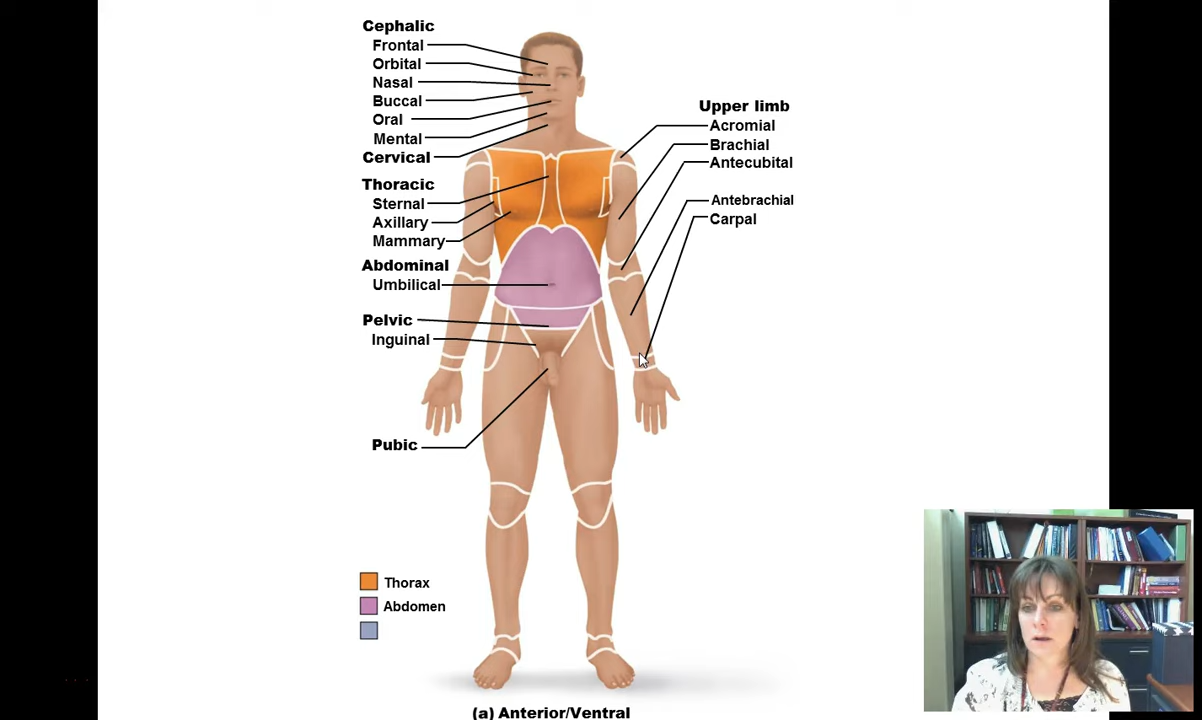 Cephalic
Frontal
Orbital
Nasal
Buccal
Oral
Mental
Cervical
Thoracic
Sternal
Axillary
Mammary
Abdominal
Umbilical
Pelvic
Inguinal
Pubic
Upper limb
Acromial
Brachial
Antecubital
Antebrachial
Carpal
Thorax
Abdomen
(a) Anterior/Ventral